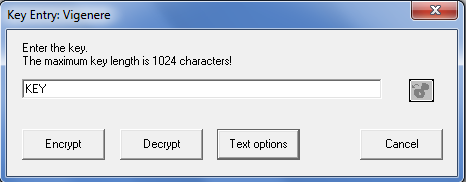 Key Entry: Vigenere
Enter the key.
The maximum key length is 1024 characters!
KEY
Encrypt
Decrypt
Text options
Cancel